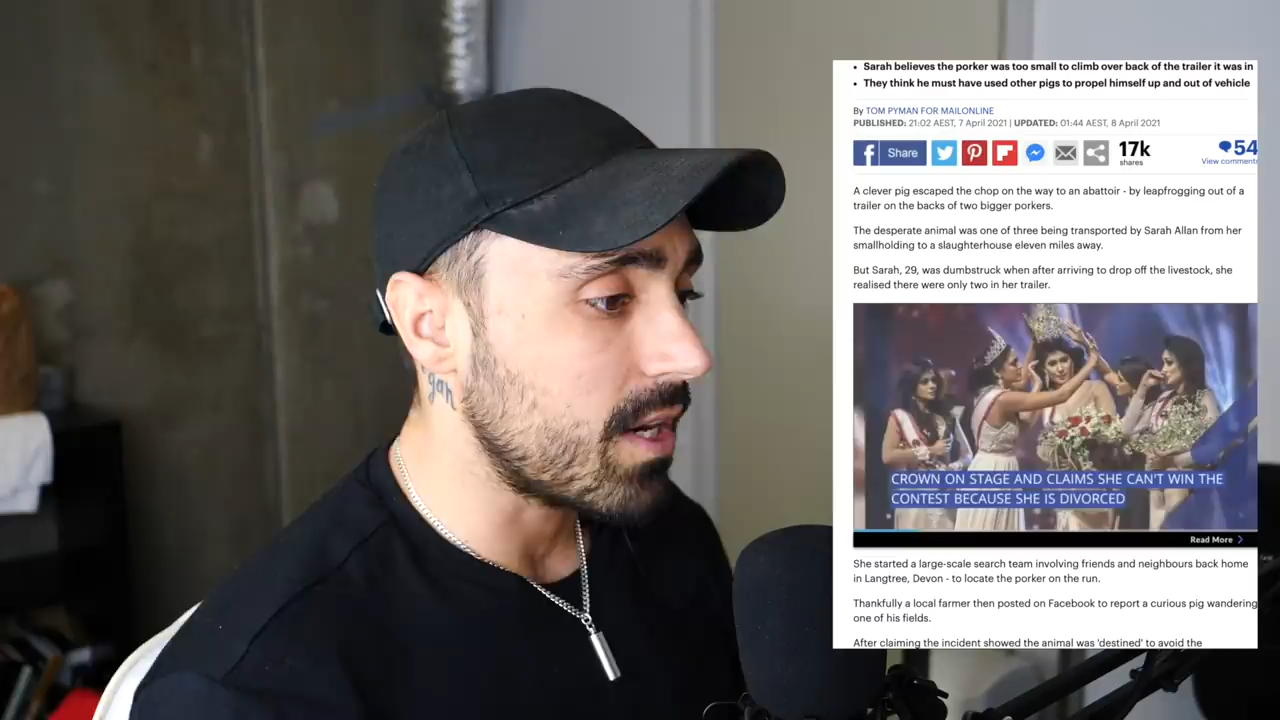 Sarah believes the porker was too small to climb over back of the trailer it was in
They think he must have used other pigs to propel himself up and out of vehicle
By TOM PYMAN FOR MAILONLINE
PUBLISHED: 21:02 AEST, 7 April 2021 | UPDATED: 01:44 AEST, 8 April 2021
Share
17k
shares
54
View comments
A clever pig escaped the chop on the way to an abattoir - by leapfrogging out of a
trailer on the backs of two bigger porkers.
The desperate animal was one of three being transported by Sarah Allan from her
smallholding to a slaughterhouse eleven miles away.
But Sarah, 29, was dumbstruck when after arriving to drop off the livestock, she
realised there were only two in her trailer.
CROWN ON STAGE AND CLAIMS SHE CAN'T WIN THE
CONTEST BECAUSE SHE IS DIVORCED
Read More
She started a large-scale search team involving friends and neighbours back home
in Langtree, Devon - to locate the porker on the run.
Thankfully a local farmer then posted on Facebook to report a curious pig wandering
one of his fields.
After claiming the incident showed the animal was 'destined' to avoid the